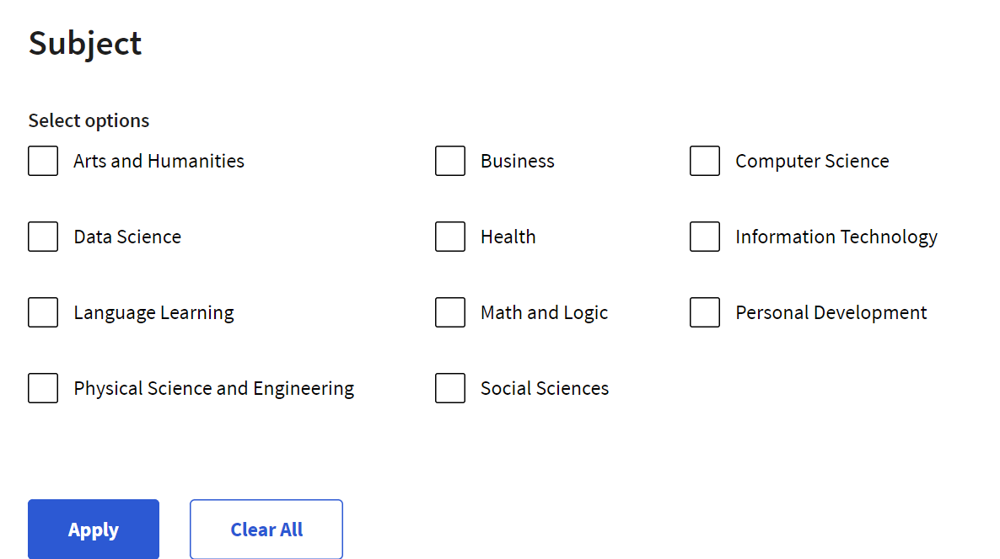 Subject
Select options
Arts and Humanities
Business
Computer Science
Data Science
Health
Information Technology
Language Learning
Math and Logic
Personal Development
Physical Science and Engineering
Social Sciences
Apply
Clear All